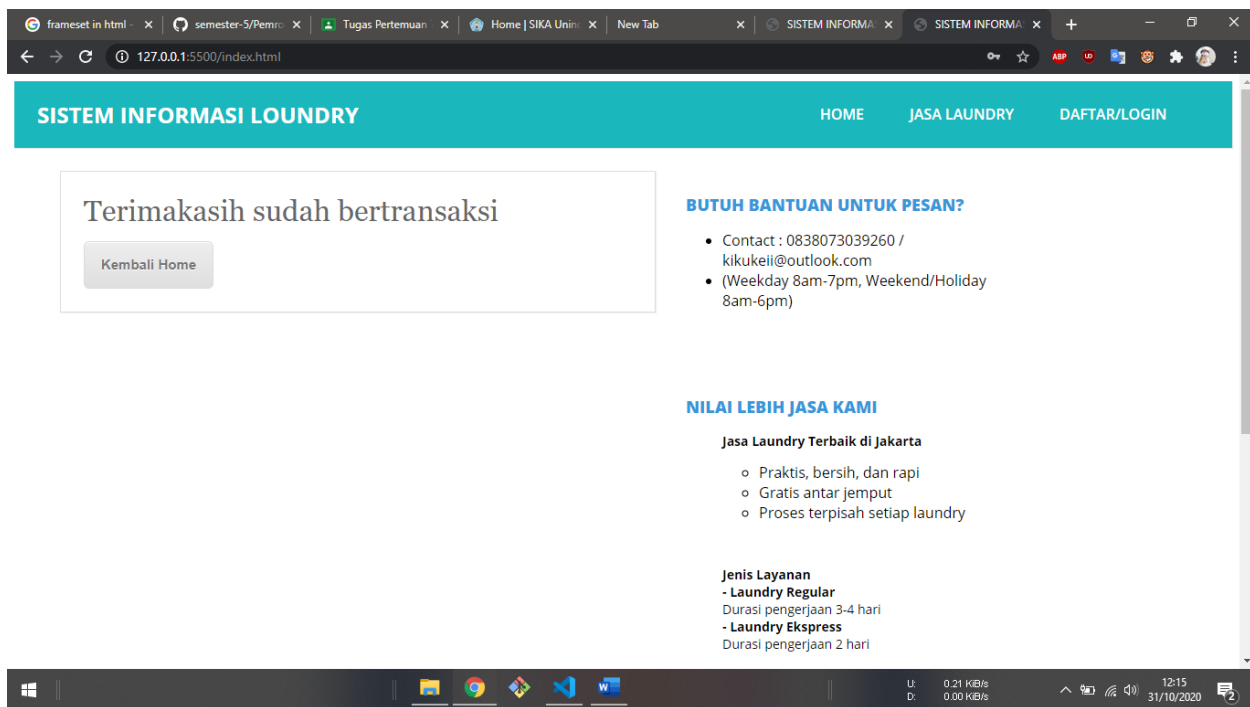 frameset in html -
semester-5/Pemro
Tugas Pertemuan
Home | SIKA Unin
New Tab
SISTEM INFORMA
SISTEM INFORMA
127.0.0.1:5500/index.html
ABP
UD
SISTEM INFORMASI LOUNDRY
HOME
JASA LAUNDRY
DAFTAR/LOGIN
Terimakasih sudah bertransaksi
Kembali Home
BUTUH BANTUAN UNTUK PESAN?
Contact : 0838073039260 /
kikukeii@outlook.com
(Weekday 8am-7pm, Weekend/Holiday
8am-6pm)
NILAI LEBIH JASA KAMI
Jasa Laundry Terbaik di Jakarta
Praktis, bersih, dan rapi
Gratis antar jemput
Proses terpisah setiap laundry
Jenis Layanan
- Laundry Regular
Durasi pengerjaan 3-4 hari
- Laundry Ekspress
Durasi pengerjaan 2 hari
U: 0.21 KiB/s
D: 0.00 KiB/s
12:15
31/10/2020
2